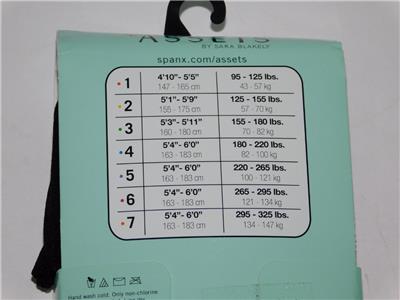 ASSETS
BY SARA BLAKELY
spanx.com/assets
1 4'10"- 5'5" 95 - 125 lbs.
147 - 165 cm 43 - 57 kg
2 5'1"- 5'9" 125 - 155 lbs.
155 - 175 cm 57 - 70 kg
3 5'3"- 5'11" 155 - 180 lbs.
160 - 180 cm 70 - 82 kg
4 5'4"- 6'0" 180 - 220 lbs.
163 - 183 cm 82 - 100 kg
5 5'4"- 6'0" 220 - 265 lbs.
163 - 183 cm 100 - 121 kg
6 5'4"- 6'0" 265 - 295 lbs.
163 - 183 cm 121 - 134 kg
7 5'4"- 6'0" 295 - 325 lbs.
163 - 183 cm 134 - 147 kg
Hand wash cold. Only non-chlorine